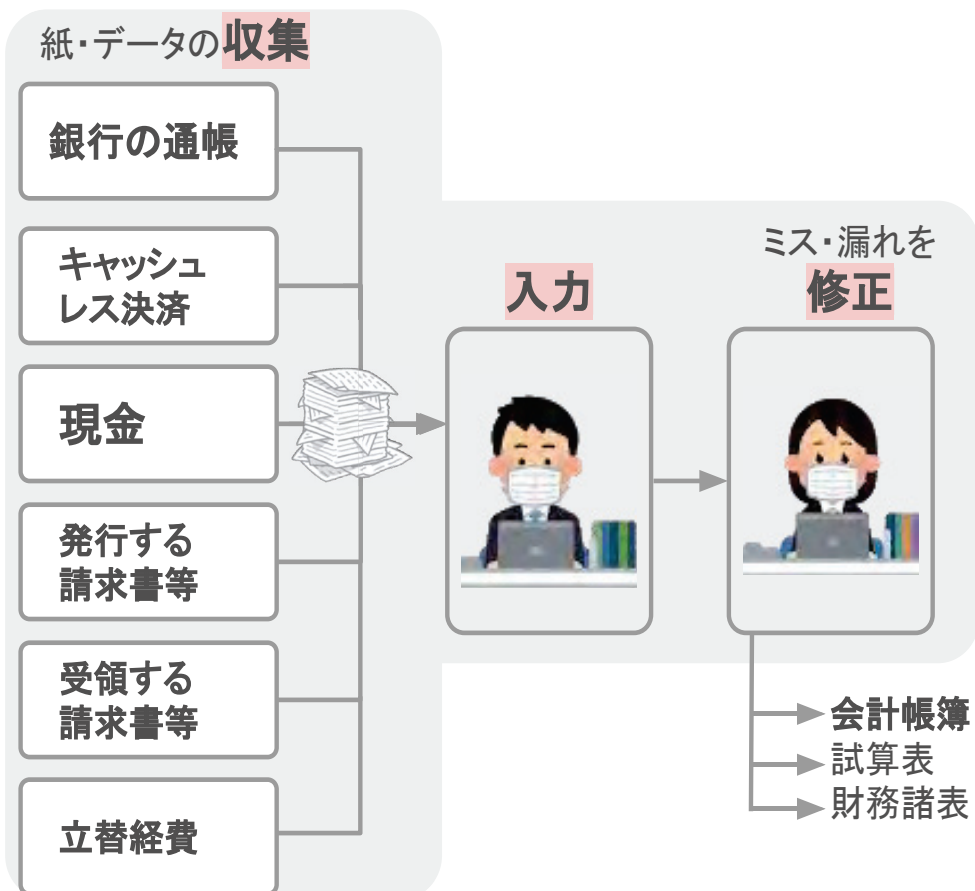 紙・データの収集
銀行の通帳
キャッシュ
レス決済
現金
発行する
請求書等
受領する
請求書等
立替経費
入力
ミス・漏れを
修正
会計帳簿
試算表
財務諸表